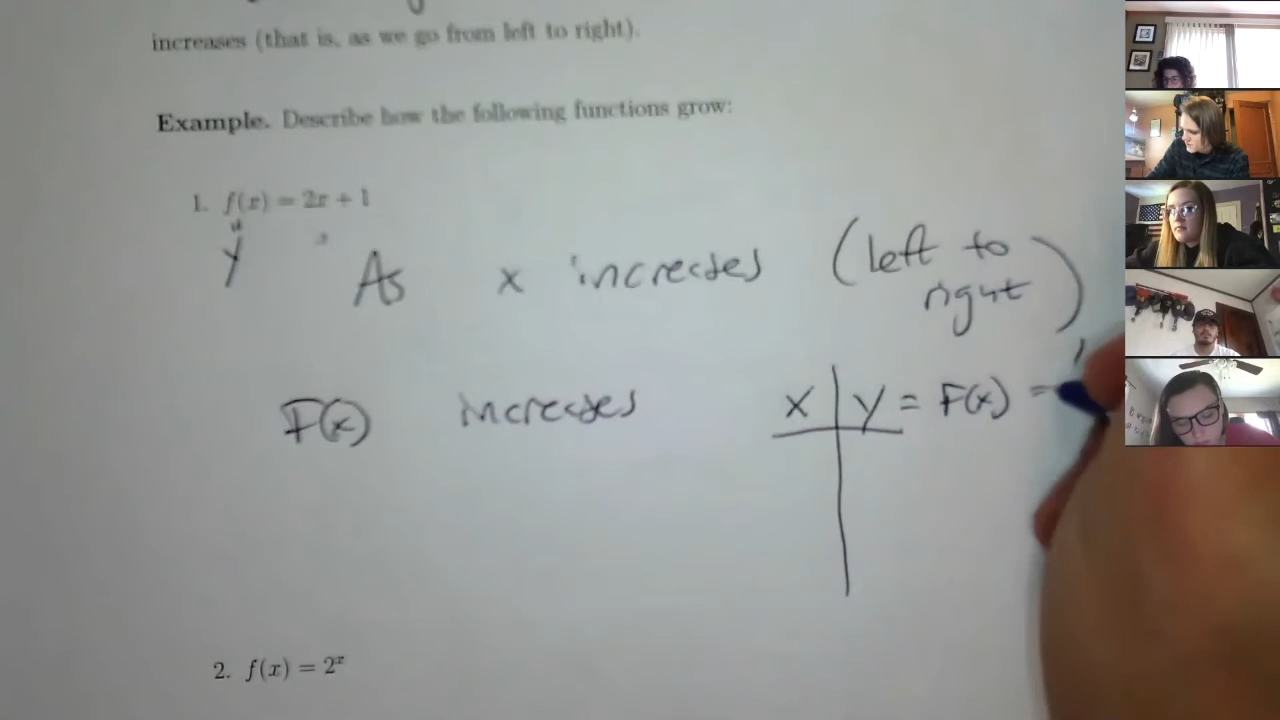 increases (that is, as we go from left to right).
Example. Describe how the following functions grow:
1. f(x) = 2x + 1
y
As x increases (left to
right)
F(x) increases
x | y = F(x) =
2. f(x) = 2ˣ